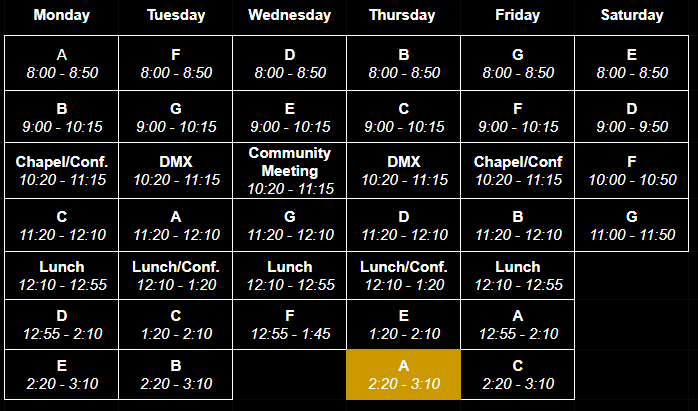 Monday Tuesday Wednesday Thursday Friday Saturday
A F D B G E
8:00 - 8:50 8:00 - 8:50 8:00 - 8:50 8:00 - 8:50 8:00 - 8:50 8:00 - 8:50
B G E C F D
9:00 - 10:15 9:00 - 10:15 9:00 - 10:15 9:00 - 10:15 9:00 - 10:15 9:00 - 9:50
Chapel/Conf. DMX Community Meeting DMX Chapel/Conf F
10:20 - 11:15 10:20 - 11:15 10:20 - 11:15 10:20 - 11:15 10:20 - 11:15 10:00 - 10:50
C A G D B G
11:20 - 12:10 11:20 - 12:10 11:20 - 12:10 11:20 - 12:10 11:20 - 12:10 11:00 - 11:50
Lunch Lunch/Conf. Lunch Lunch/Conf. Lunch
12:10 - 12:55 12:10 - 1:20 12:10 - 12:55 12:10 - 1:20 12:10 - 12:55
D C F E A
12:55 - 2:10 1:20 - 2:10 12:55 - 1:45 1:20 - 2:10 12:55 - 2:10
E B A C
2:20 - 3:10 2:20 - 3:10 2:20 - 3:10 2:20 - 3:10